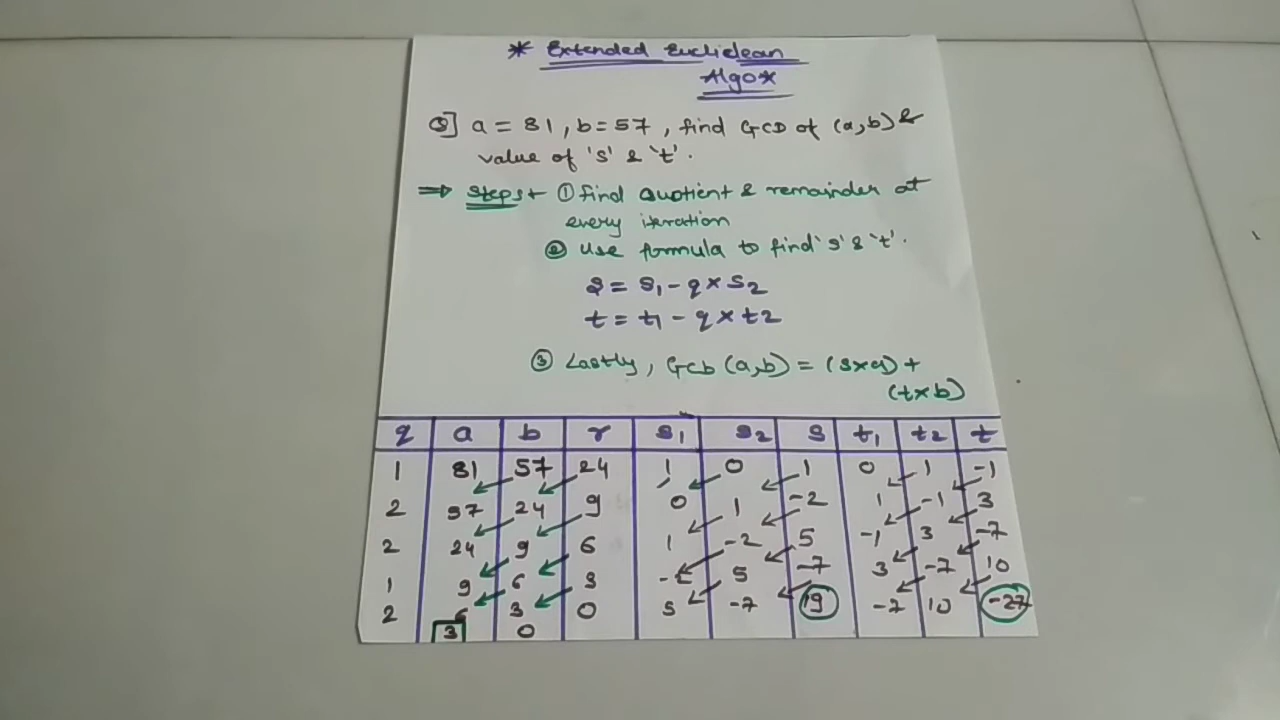 * Extended Euclidean
Algo *
Q] a = 81, b = 57, find GCD of (a,b) &
value of 's' & 't'.
⇒ Steps + ① find Quotient & remainder at
every iteration
② use formula to find 's' & 't'.
s = s1 - q × s2
t = t1 - q × t2
③ Lastly, GCD (a,b) = (s×a) +
(t×b)
q a b r s1 s2 s t1 t2 t
1 81 57 24 1 0 1 0 1 -1
2 57 24 9 0 1 -2 1 -1 3
2 24 9 6 1 -2 5 -1 3 -7
1 9 6 3 -2 5 -7 3 -7 10
2 6 3 0 5 -7 19 -7 10 -27
3 0